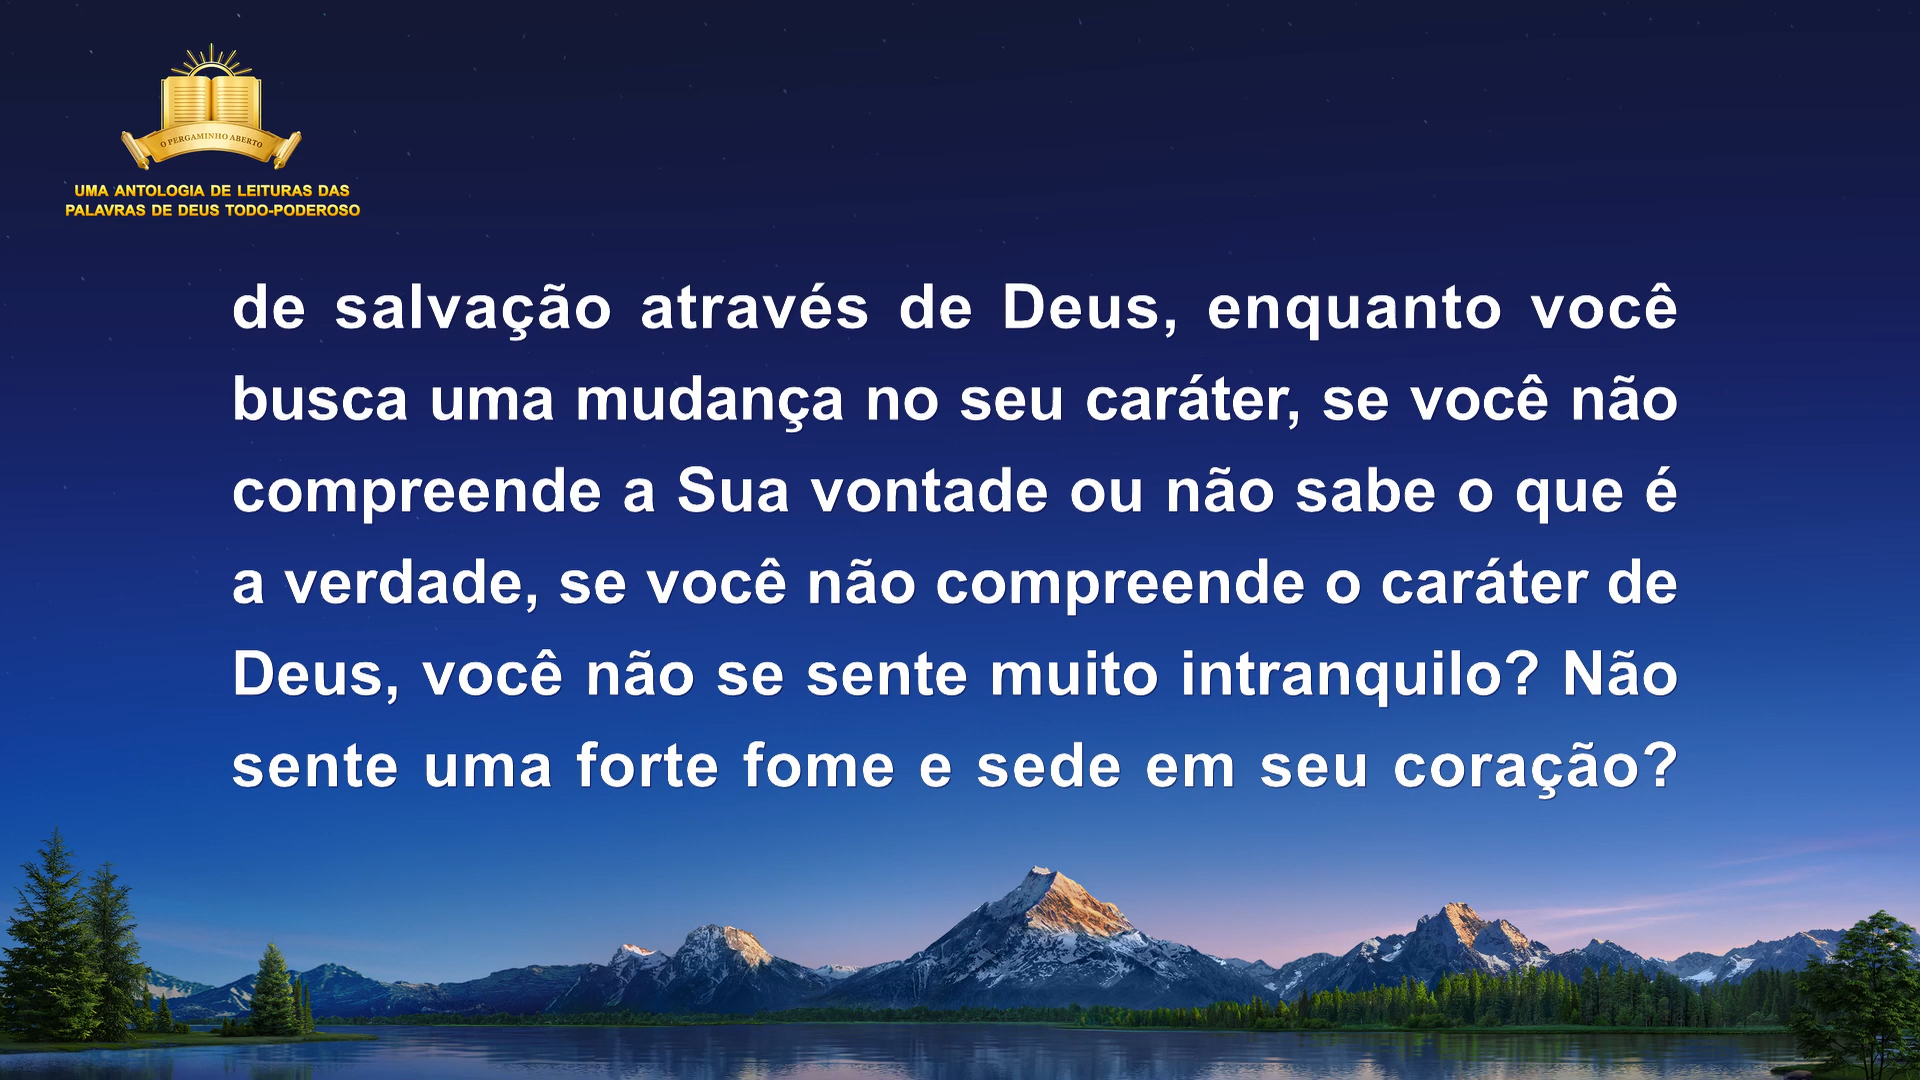 O PERGAMINHO ABERTO
UMA ANTOLOGIA DE LEITURAS DAS
PALAVRAS DE DEUS TODO-PODEROSO
de salvação através de Deus, enquanto você
busca uma mudança no seu caráter, se você não
compreende a Sua vontade ou não sabe o que é
a verdade, se você não compreende o caráter de
Deus, você não se sente muito intranquilo? Não
sente uma forte fome e sede em seu coração?